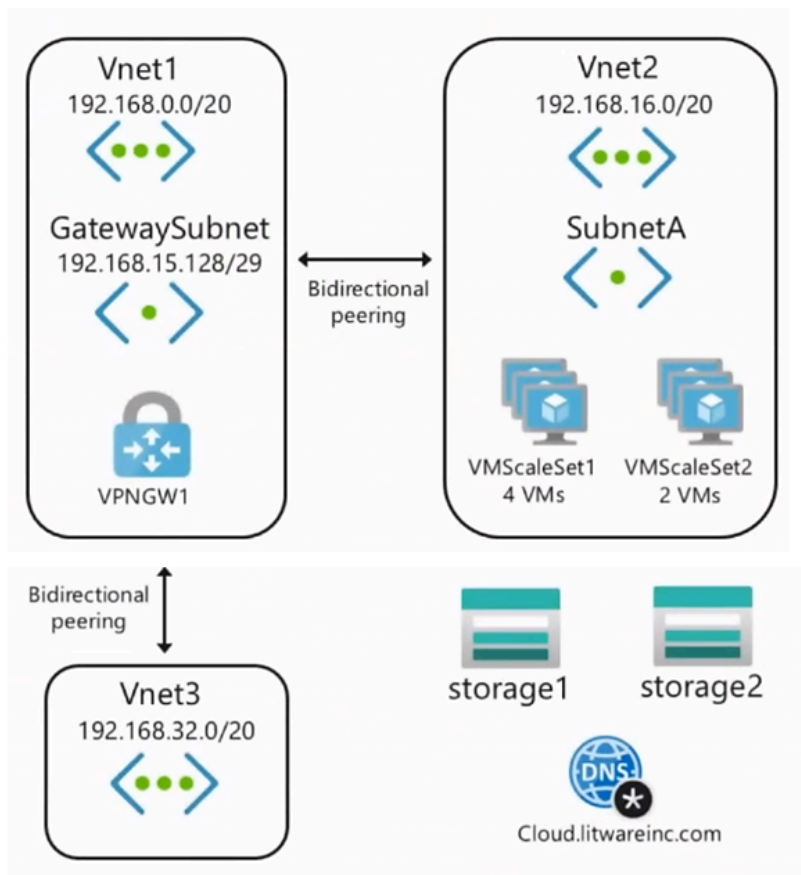 Vnet1
192.168.0.0/20
GatewaySubnet
192.168.15.128/29
VPNGW1
Bidirectional
peering
Vnet2
192.168.16.0/20
SubnetA
VMScaleSet1
4 VMs
VMScaleSet2
2 VMs
Bidirectional
peering
Vnet3
192.168.32.0/20
storage1
storage2
DNS
*
Cloud.litwareinc.com